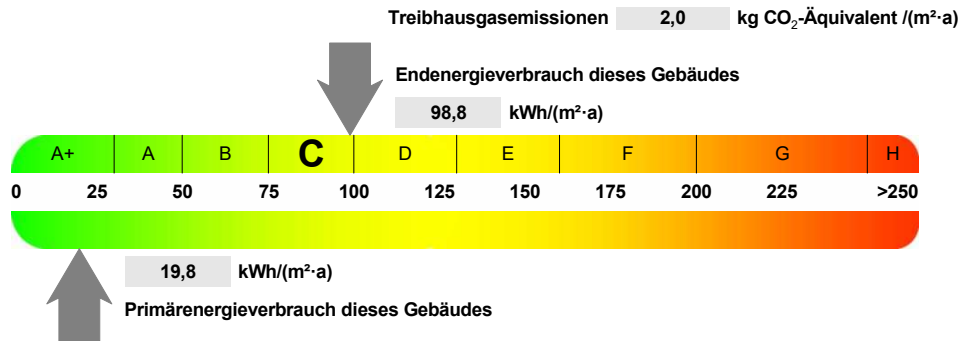 Treibhausgasemissionen 2,0 kg CO₂-Äquivalent /(m²·a)
Endenergieverbrauch dieses Gebäudes
98,8 kWh/(m²·a)
A+ A B C D E F G H
0 25 50 75 100 125 150 175 200 225 >250
19,8 kWh/(m²·a)
Primärenergieverbrauch dieses Gebäudes